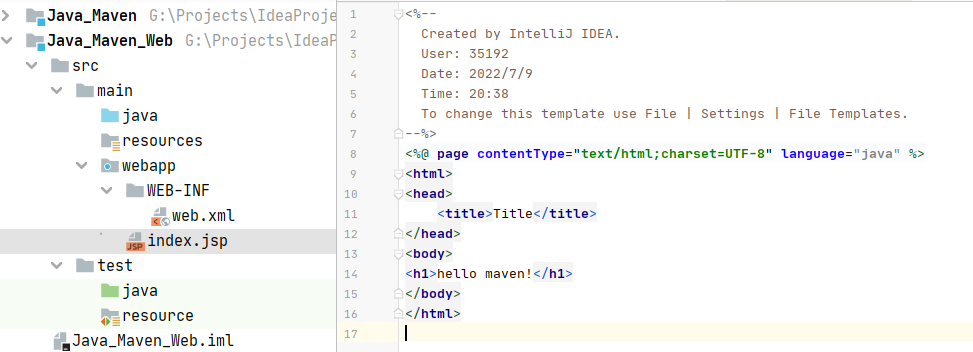 Java_Maven G:\Projects\IdeaProje
Java_Maven_Web G:\Projects\IdeaP
src
main
java
resources
webapp
WEB-INF
web.xml
index.jsp
test
java
resource
Java_Maven_Web.iml
1 <%--
2 Created by IntelliJ IDEA.
3 User: 35192
4 Date: 2022/7/9
5 Time: 20:38
6 To change this template use File | Settings | File Templates.
7 --%>
8 <%@ page contentType="text/html;charset=UTF-8" language="java" %>
9 <html>
10 <head>
11 <title>Title</title>
12 </head>
13 <body>
14 <h1>hello maven!</h1>
15 </body>
16 </html>
17